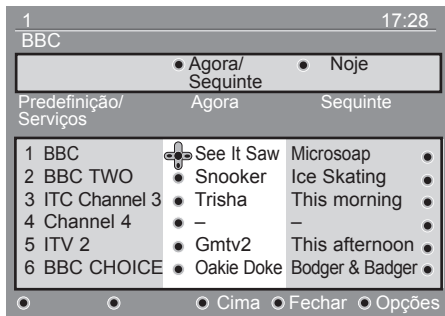 1 17:28
BBC
Agora/ Noje
Sequinte
Predefinição/ Agora Sequinte
Serviços
1 BBC See It Saw Microsoap
2 BBC TWO Snooker Ice Skating
3 ITC Channel 3 Trisha This morning
4 Channel 4 – –
5 ITV 2 Gmtv2 This afternoon
6 BBC CHOICE Oakie Doke Bodger & Badger
Cima Fechar Opções